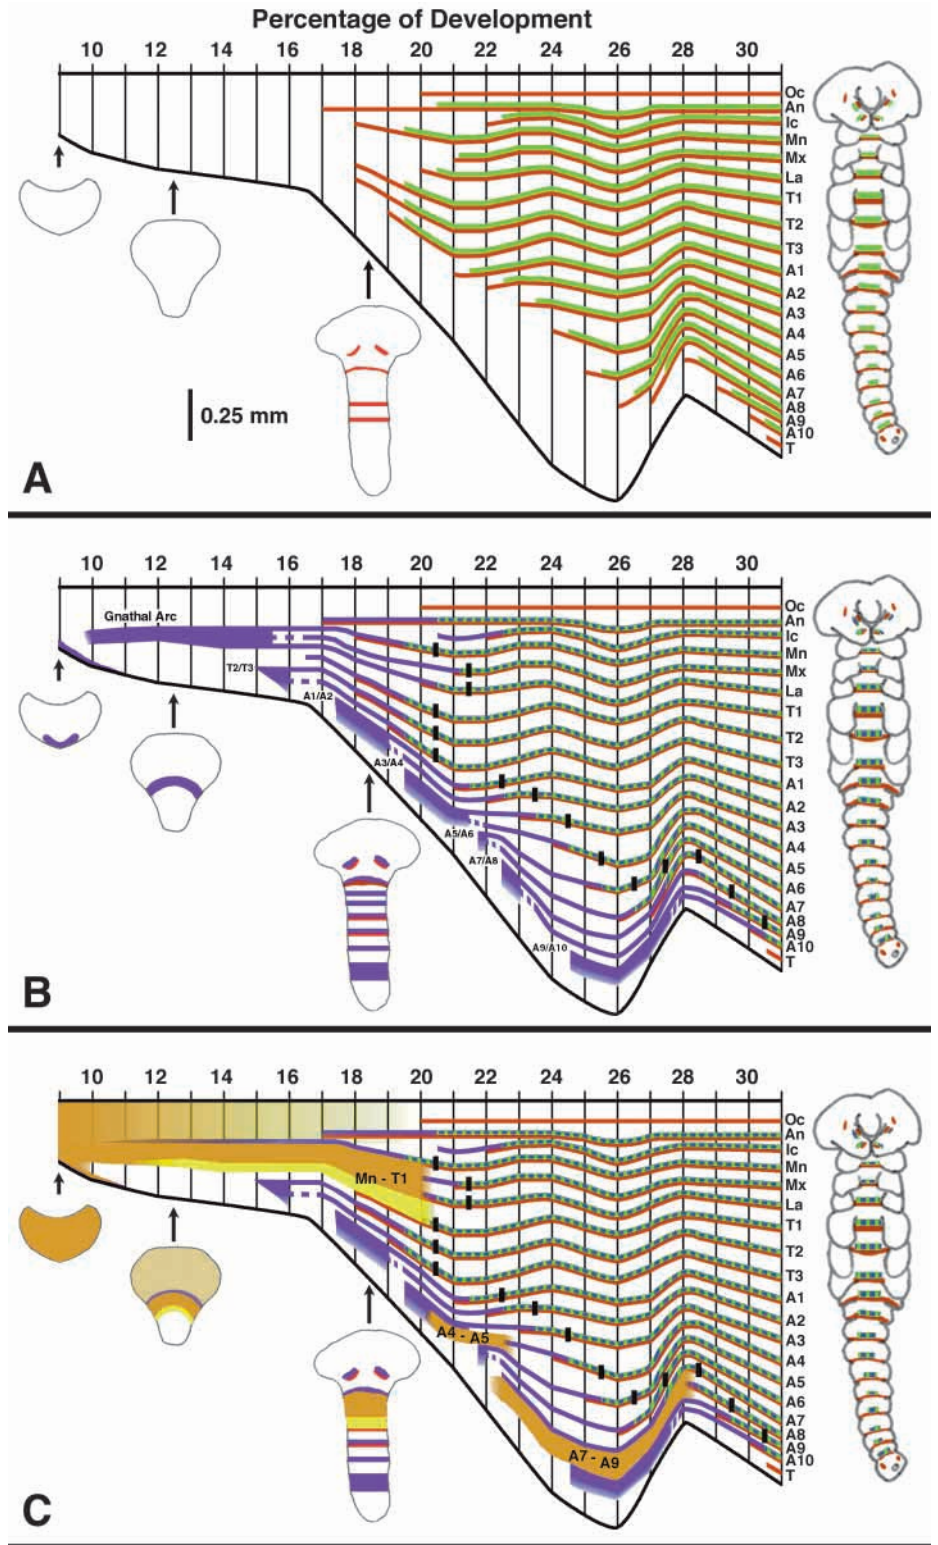 Percentage of Development
10 12 14 16 18 20 22 24 26 28 30
Oc
An
Ic
Mn
Mx
La
T1
T2
T3
A1
A2
A3
A4
A5
A6
A7
A8
A9
A10
T
0.25 mm
A
10 12 14 16 18 20 22 24 26 28 30
Gnathal Arc
T2/T3
A1/A2
A3/A4
A5/A6
A7/A8
A9/A10
Oc
An
Ic
Mn
Mx
La
T1
T2
T3
A1
A2
A3
A4
A5
A6
A7
A8
A9
A10
T
B
10 12 14 16 18 20 22 24 26 28 30
Mn - T1
A4 - A5
A7 - A9
Oc
An
Ic
Mn
Mx
La
T1
T2
T3
A1
A2
A3
A4
A5
A6
A7
A8
A9
A10
T
C